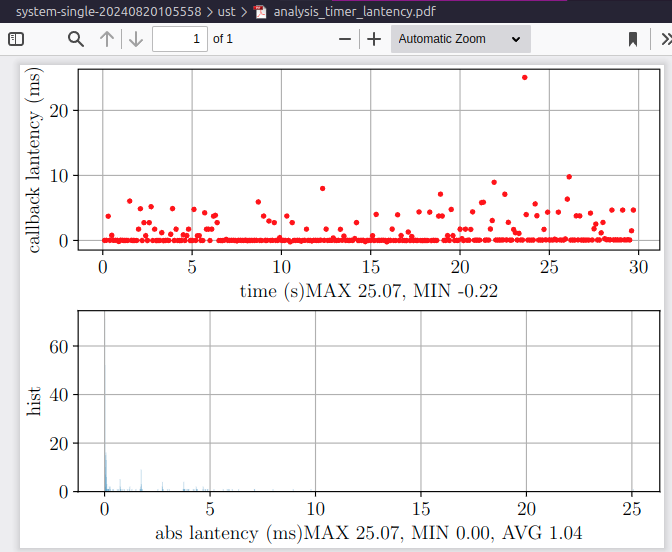 system-single-20240820105558 > ust > analysis_timer_lantency.pdf
1 of 1
Automatic Zoom
callback lantency (ms)
20
10
0
0 5 10 15 20 25 30
time (s)MAX 25.07, MIN -0.22
hist
60
40
20
0
0 5 10 15 20 25
abs lantency (ms)MAX 25.07, MIN 0.00, AVG 1.04